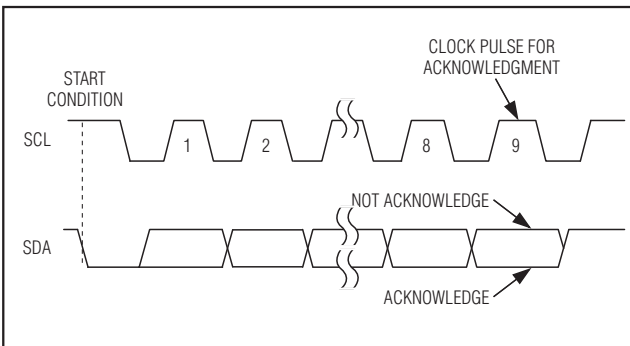 CLOCK PULSE FOR
ACKNOWLEDGMENT
START
CONDITION
SCL
1
2
8
9
NOT ACKNOWLEDGE
SDA
ACKNOWLEDGE